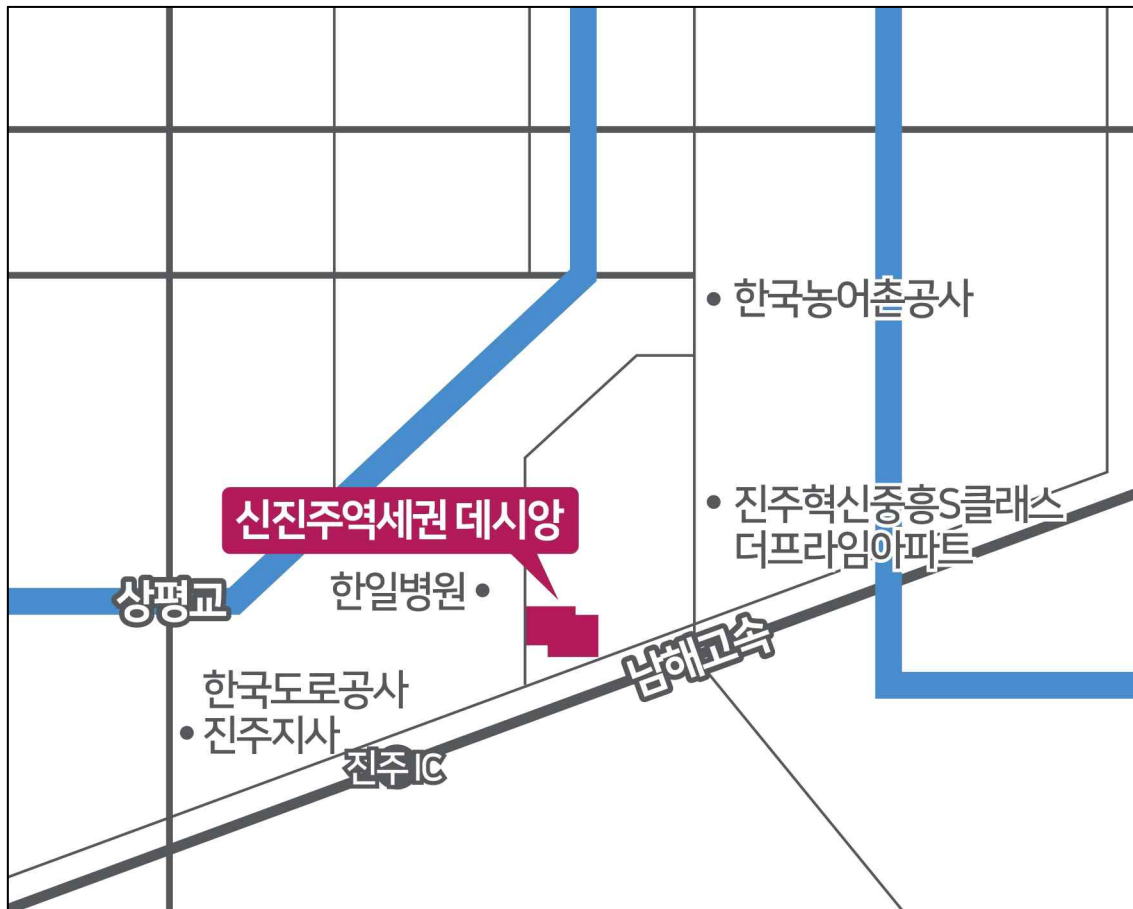 한국농어촌공사
신진주역세권 데시앙
진주혁신중흥S클래스
더프라임아파트
한일병원
상평교
남해고속
한국도로공사
진주지사
진주 IC